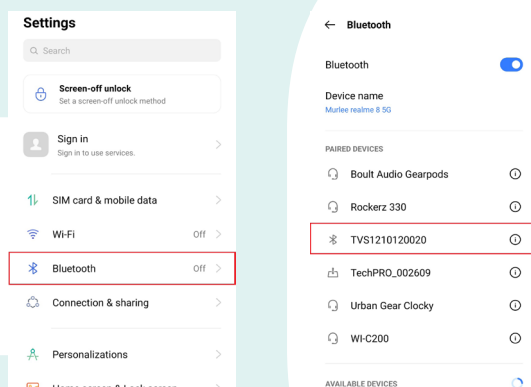 Settings
Search
Screen-off unlock
Set a screen-off unlock method
Sign in
Sign in to use services.
SIM card & mobile data
Wi-Fi Off
Bluetooth Off
Connection & sharing
Personalizations
Bluetooth
Bluetooth
Device name
Murlee realme 8 5G
PAIRED DEVICES
Boult Audio Gearpods
Rockerz 330
TVS1210120020
TechPRO_002609
Urban Gear Clocky
WI-C200
AVAILABLE DEVICES